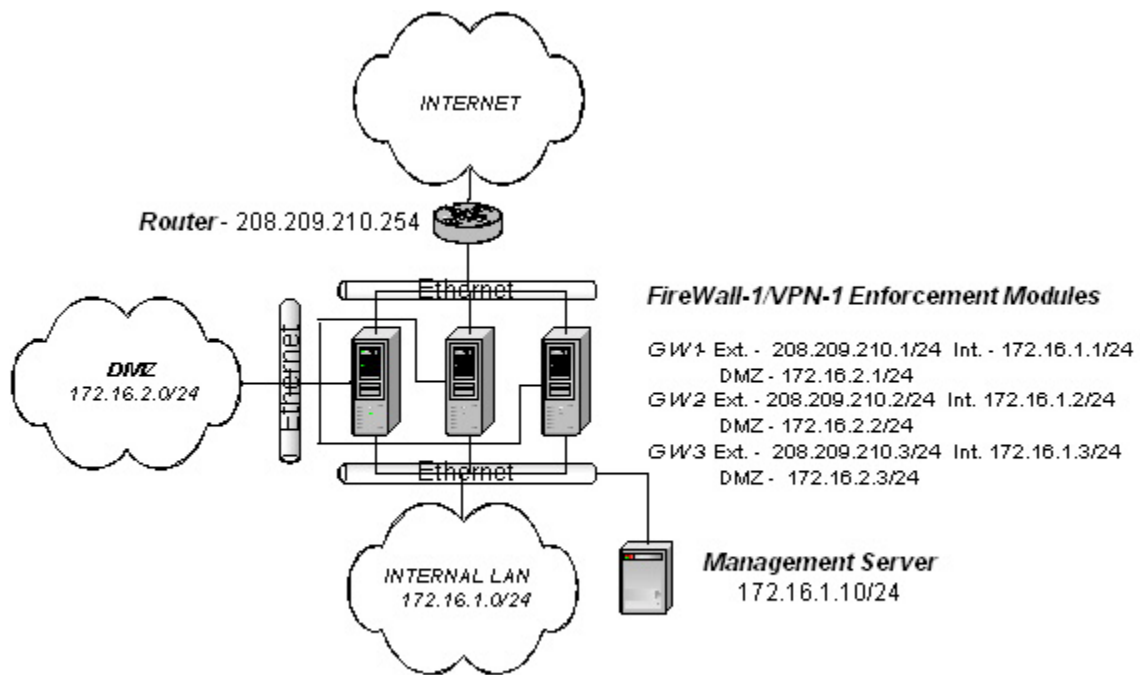 INTERNET
Router - 208.209.210.254
Ethernet
FireWall-1/VPN-1 Enforcement Modules
Ethernet
DMZ
172.16.2.0/24
GW1 Ext. - 208.209.210.1/24 Int. - 172.16.1.1/24
DMZ - 172.16.2.1/24
GW2 Ext. - 208.209.210.2/24 Int. 172.16.1.2/24
DMZ - 172.16.2.2/24
GW3 Ext. - 208.209.210.3/24 Int. 172.16.1.3/24
DMZ - 172.16.2.3/24
Ethernet
INTERNAL LAN
172.16.1.0/24
Management Server
172.16.1.10/24